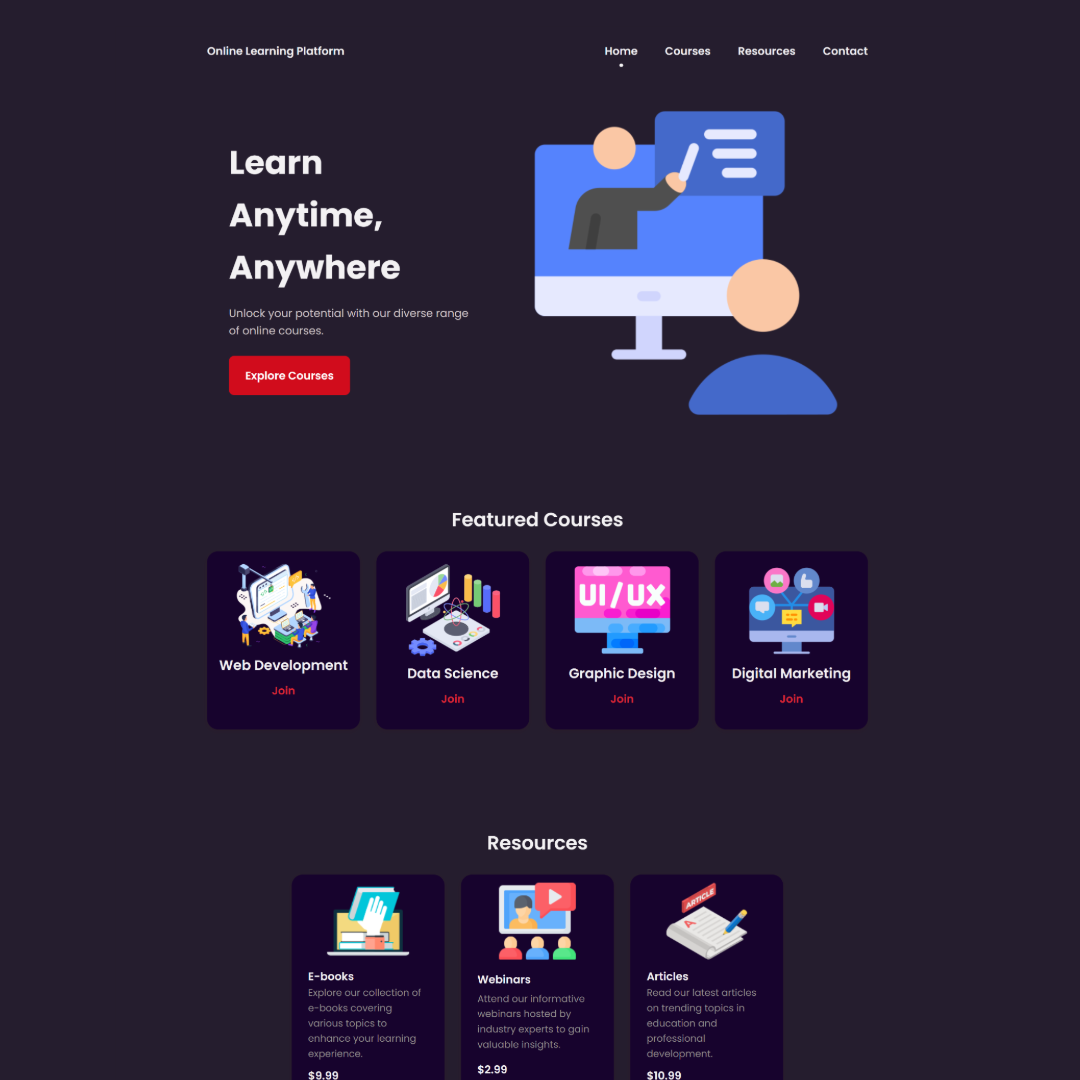 Online Learning Platform
Home Courses Resources Contact
Learn
Anytime,
Anywhere
Unlock your potential with our diverse range
of online courses.
Explore Courses
Featured Courses
UI/UX
Web Development
Join
Data Science
Join
Graphic Design
Join
Digital Marketing
Join
Resources
E-books
Explore our collection of
e-books covering
various topics to
enhance your learning
experience.
$9.99
Webinars
Attend our informative
webinars hosted by
industry experts to gain
valuable insights.
$2.99
ARTICLE
A
Articles
Read our latest articles
on trending topics in
education and
professional
development.
$10.99